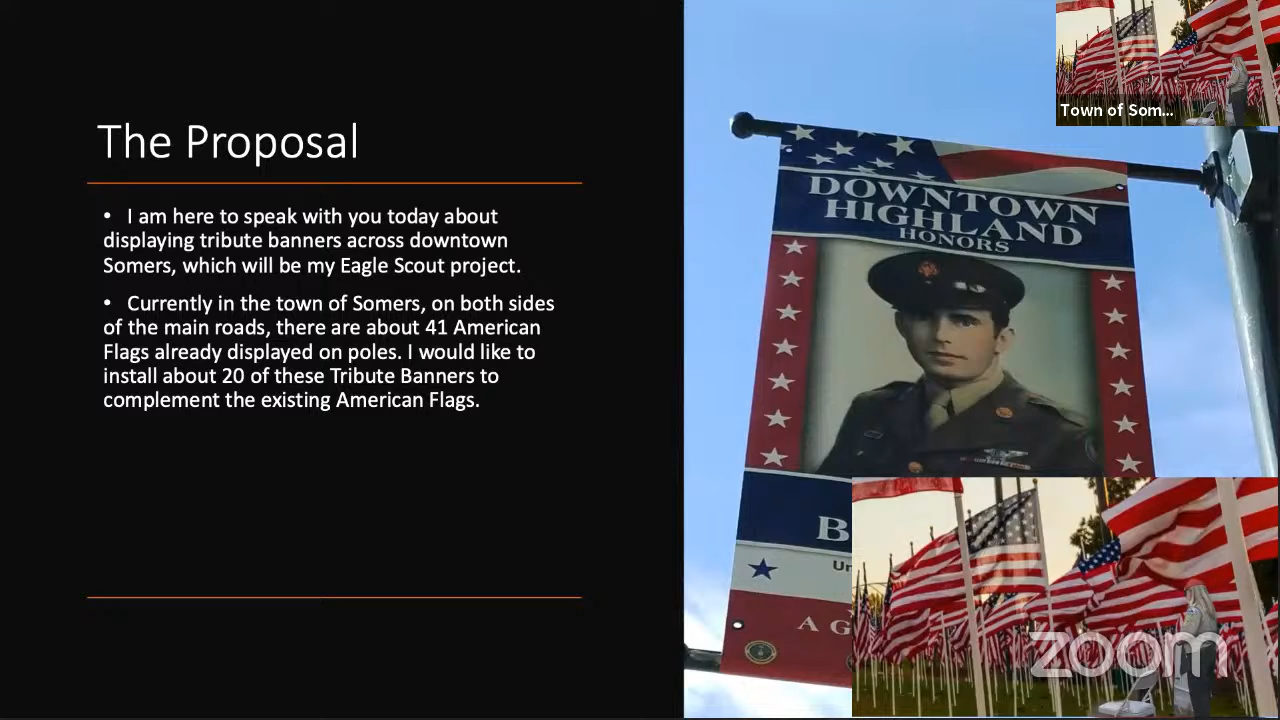 The Proposal
• I am here to speak with you today about
displaying tribute banners across downtown
Somers, which will be my Eagle Scout project.
• Currently in the town of Somers, on both sides
of the main roads, there are about 41 American
Flags already displayed on poles. I would like to
install about 20 of these Tribute Banners to
complement the existing American Flags.
Town of Som...
DOWNTOWN
HIGHLAND
HONORS
B
Un
A G
zoom